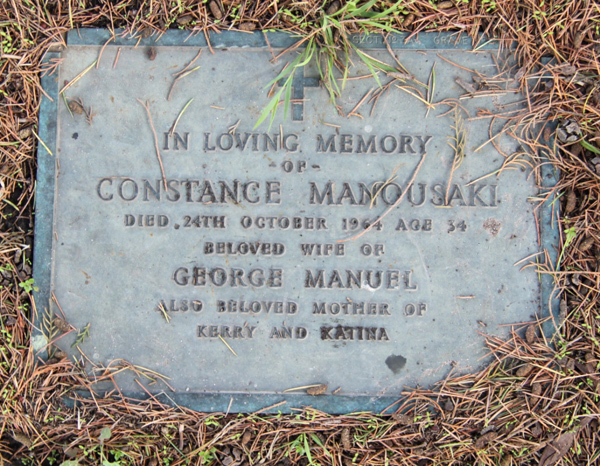 IN LOVING MEMORY
- OF -
CONSTANCE MANOUSAKI
DIED 24TH OCTOBER 1964 AGE 34
BELOVED WIFE OF
GEORGE MANUEL
ALSO BELOVED MOTHER OF
KERRY AND KATINA